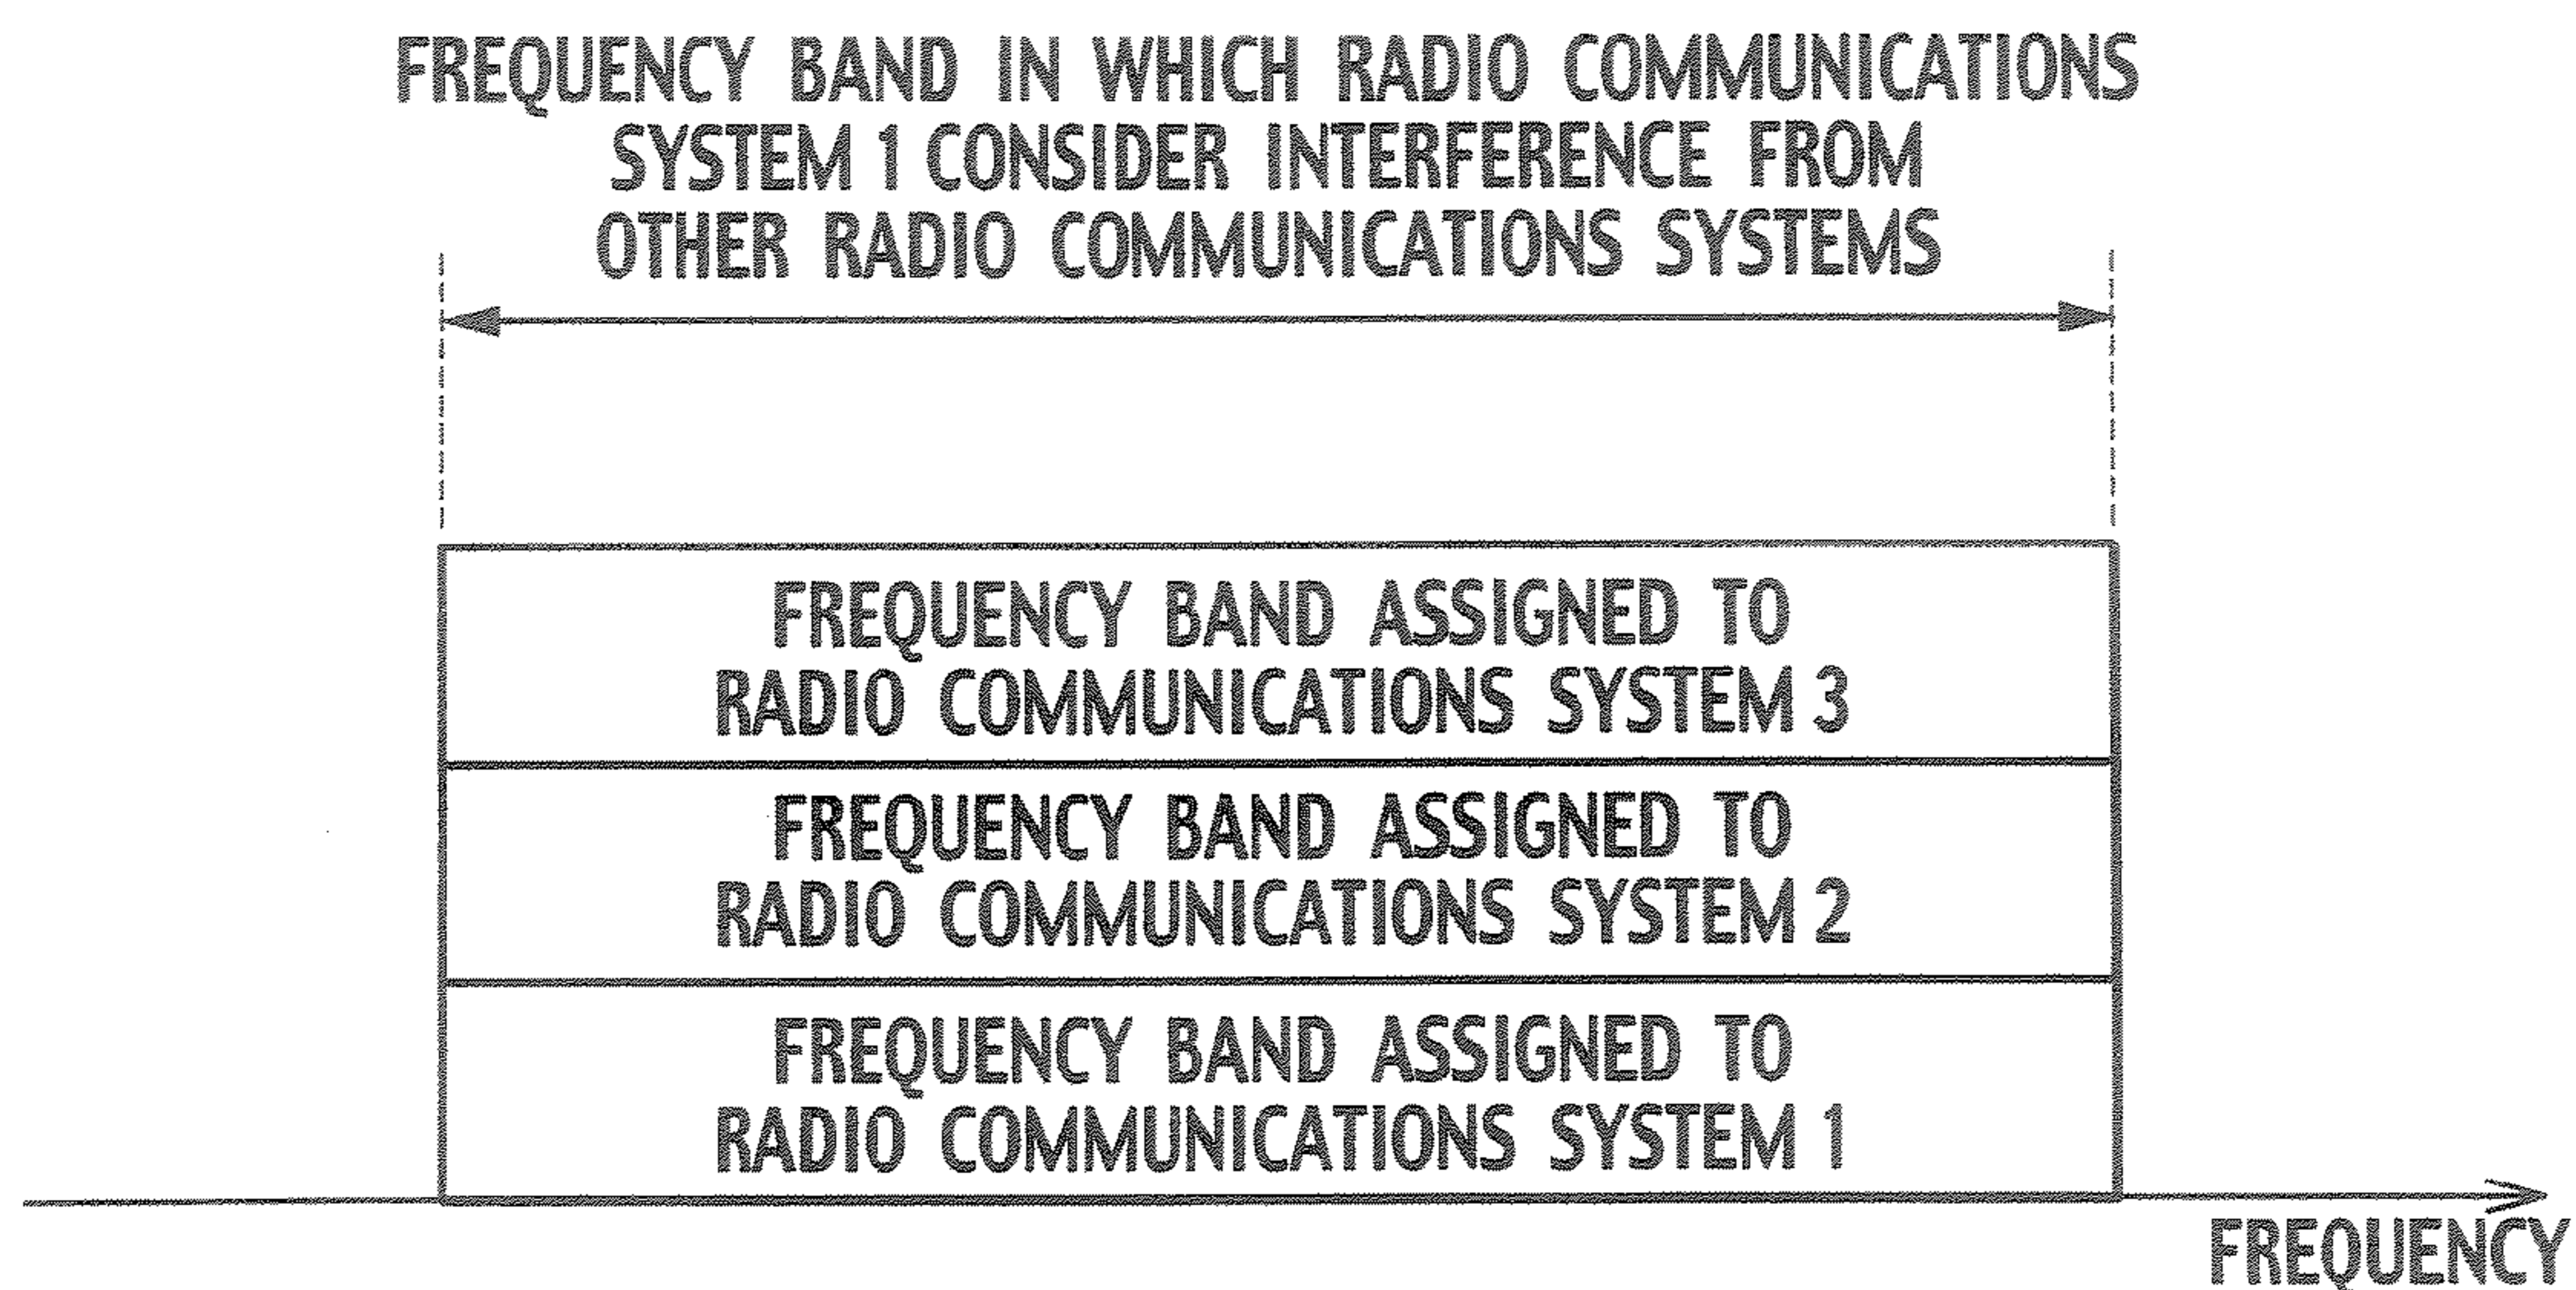 FREQUENCY BAND IN WHICH RADIO COMMUNICATIONS
SYSTEM 1 CONSIDER INTERFERENCE FROM
OTHER RADIO COMMUNICATIONS SYSTEMS
FREQUENCY BAND ASSIGNED TO
RADIO COMMUNICATIONS SYSTEM 3
FREQUENCY BAND ASSIGNED TO
RADIO COMMUNICATIONS SYSTEM 2
FREQUENCY BAND ASSIGNED TO
RADIO COMMUNICATIONS SYSTEM 1
FREQUENCY